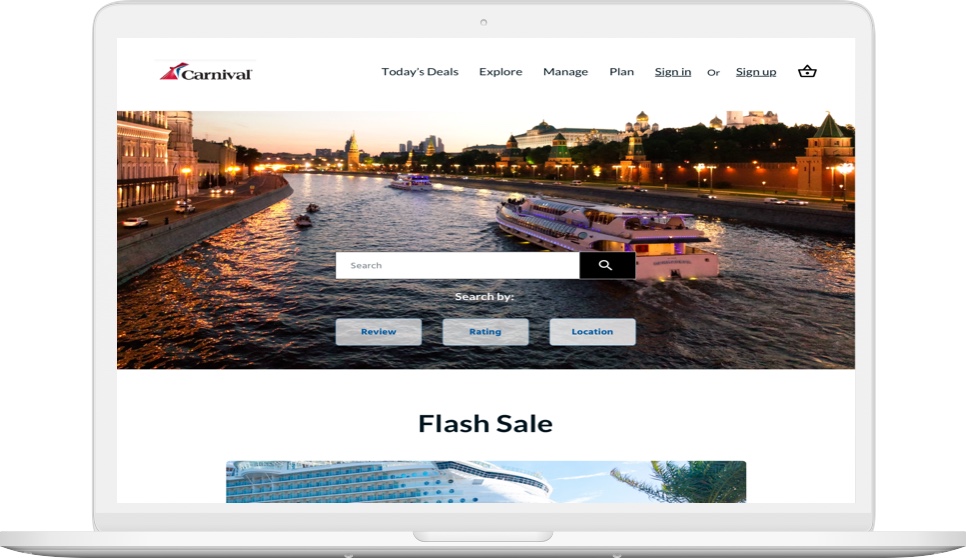 Carnival
Today's Deals Explore Manage Plan Sign in Or Sign up
Search
Search by:
Review Rating Location
Flash Sale